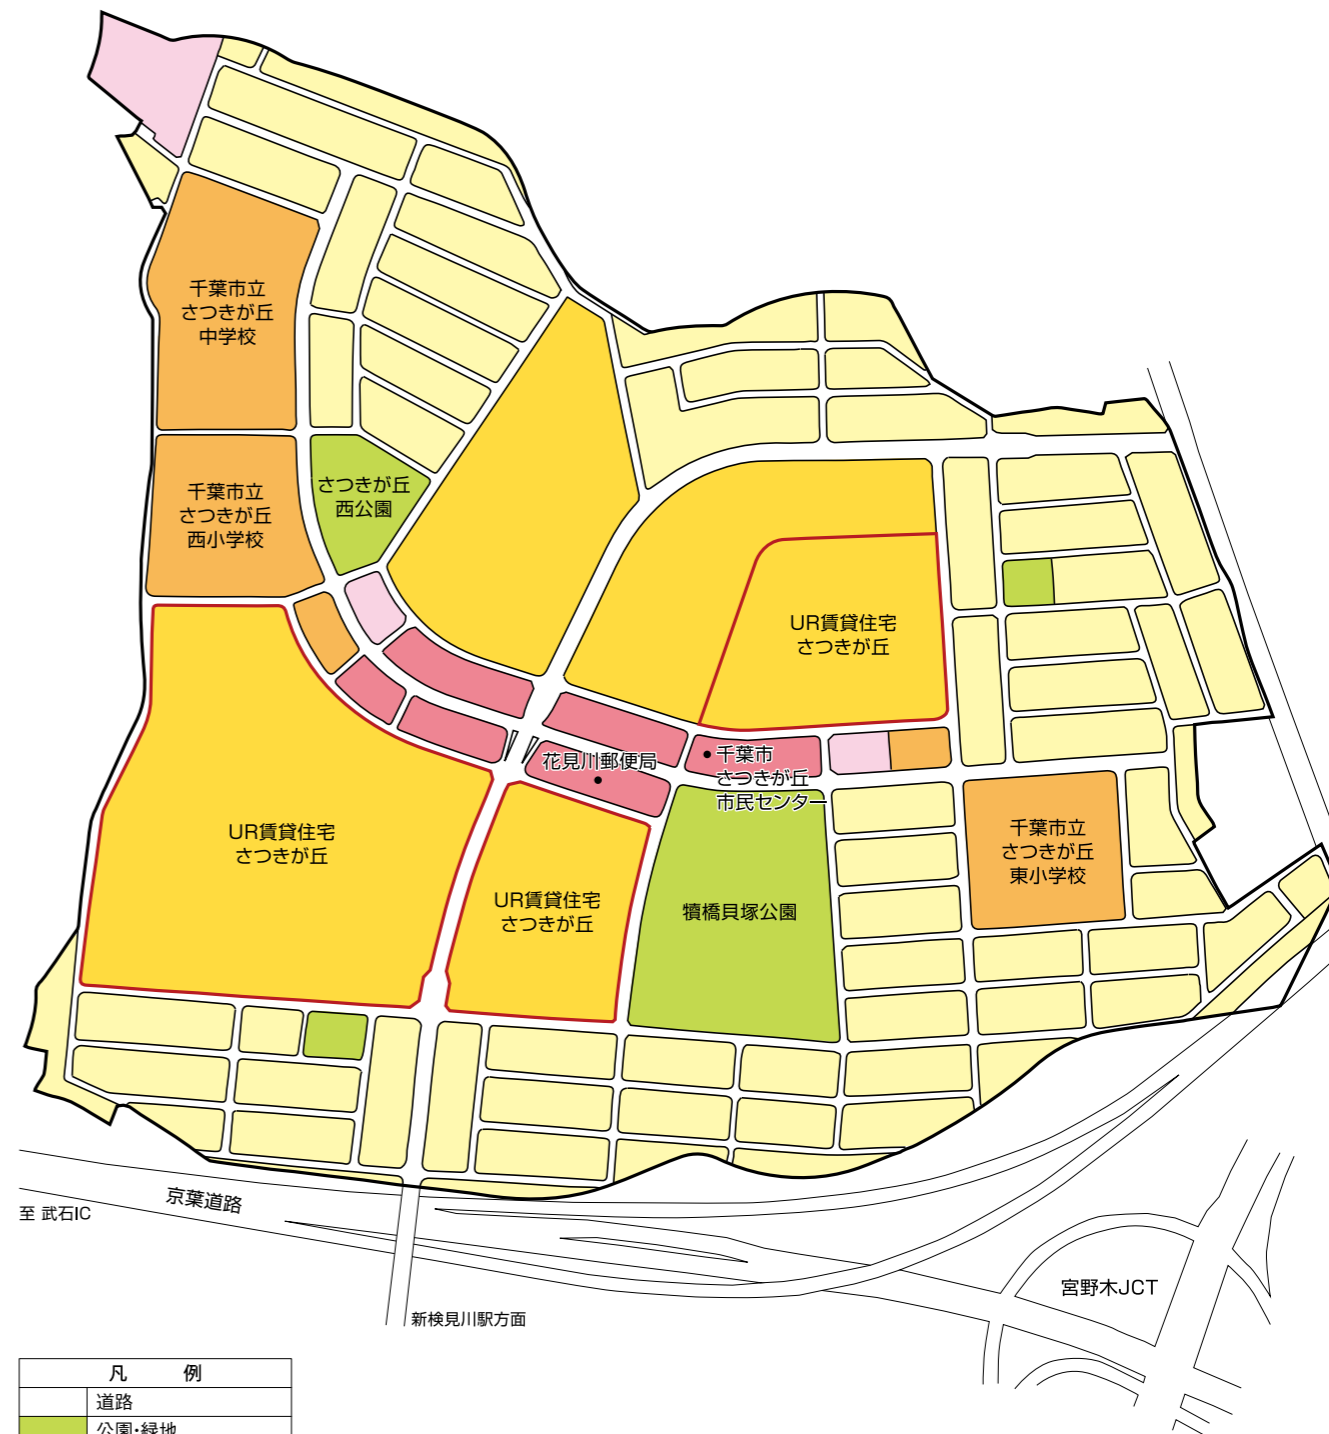 千葉市立
さつきが丘
中学校
千葉市立
さつきが丘
西小学校
さつきが丘
西公園
UR賃貸住宅
さつきが丘
花見川郵便局
千葉市
さつきが丘
市民センター
UR賃貸住宅
さつきが丘
UR賃貸住宅
さつきが丘
犢橋貝塚公園
千葉市立
さつきが丘
東小学校
京葉道路
至 武石IC
宮野木JCT
新検見川駅方面
凡 例
道路
公園・緑地